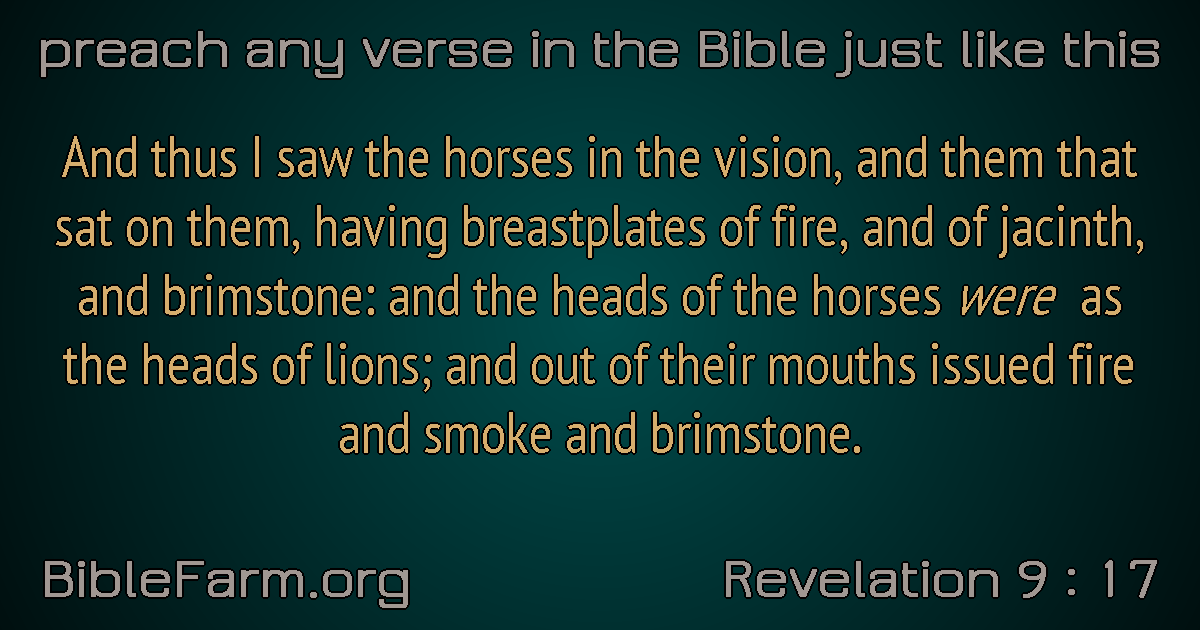 preach any verse in the Bible just like this
And thus I saw the horses in the vision, and them that
sat on them, having breastplates of fire, and of jacinth,
and brimstone: and the heads of the horses were as
the heads of lions; and out of their mouths issued fire
and smoke and brimstone.
BibleFarm.org
Revelation 9 : 17